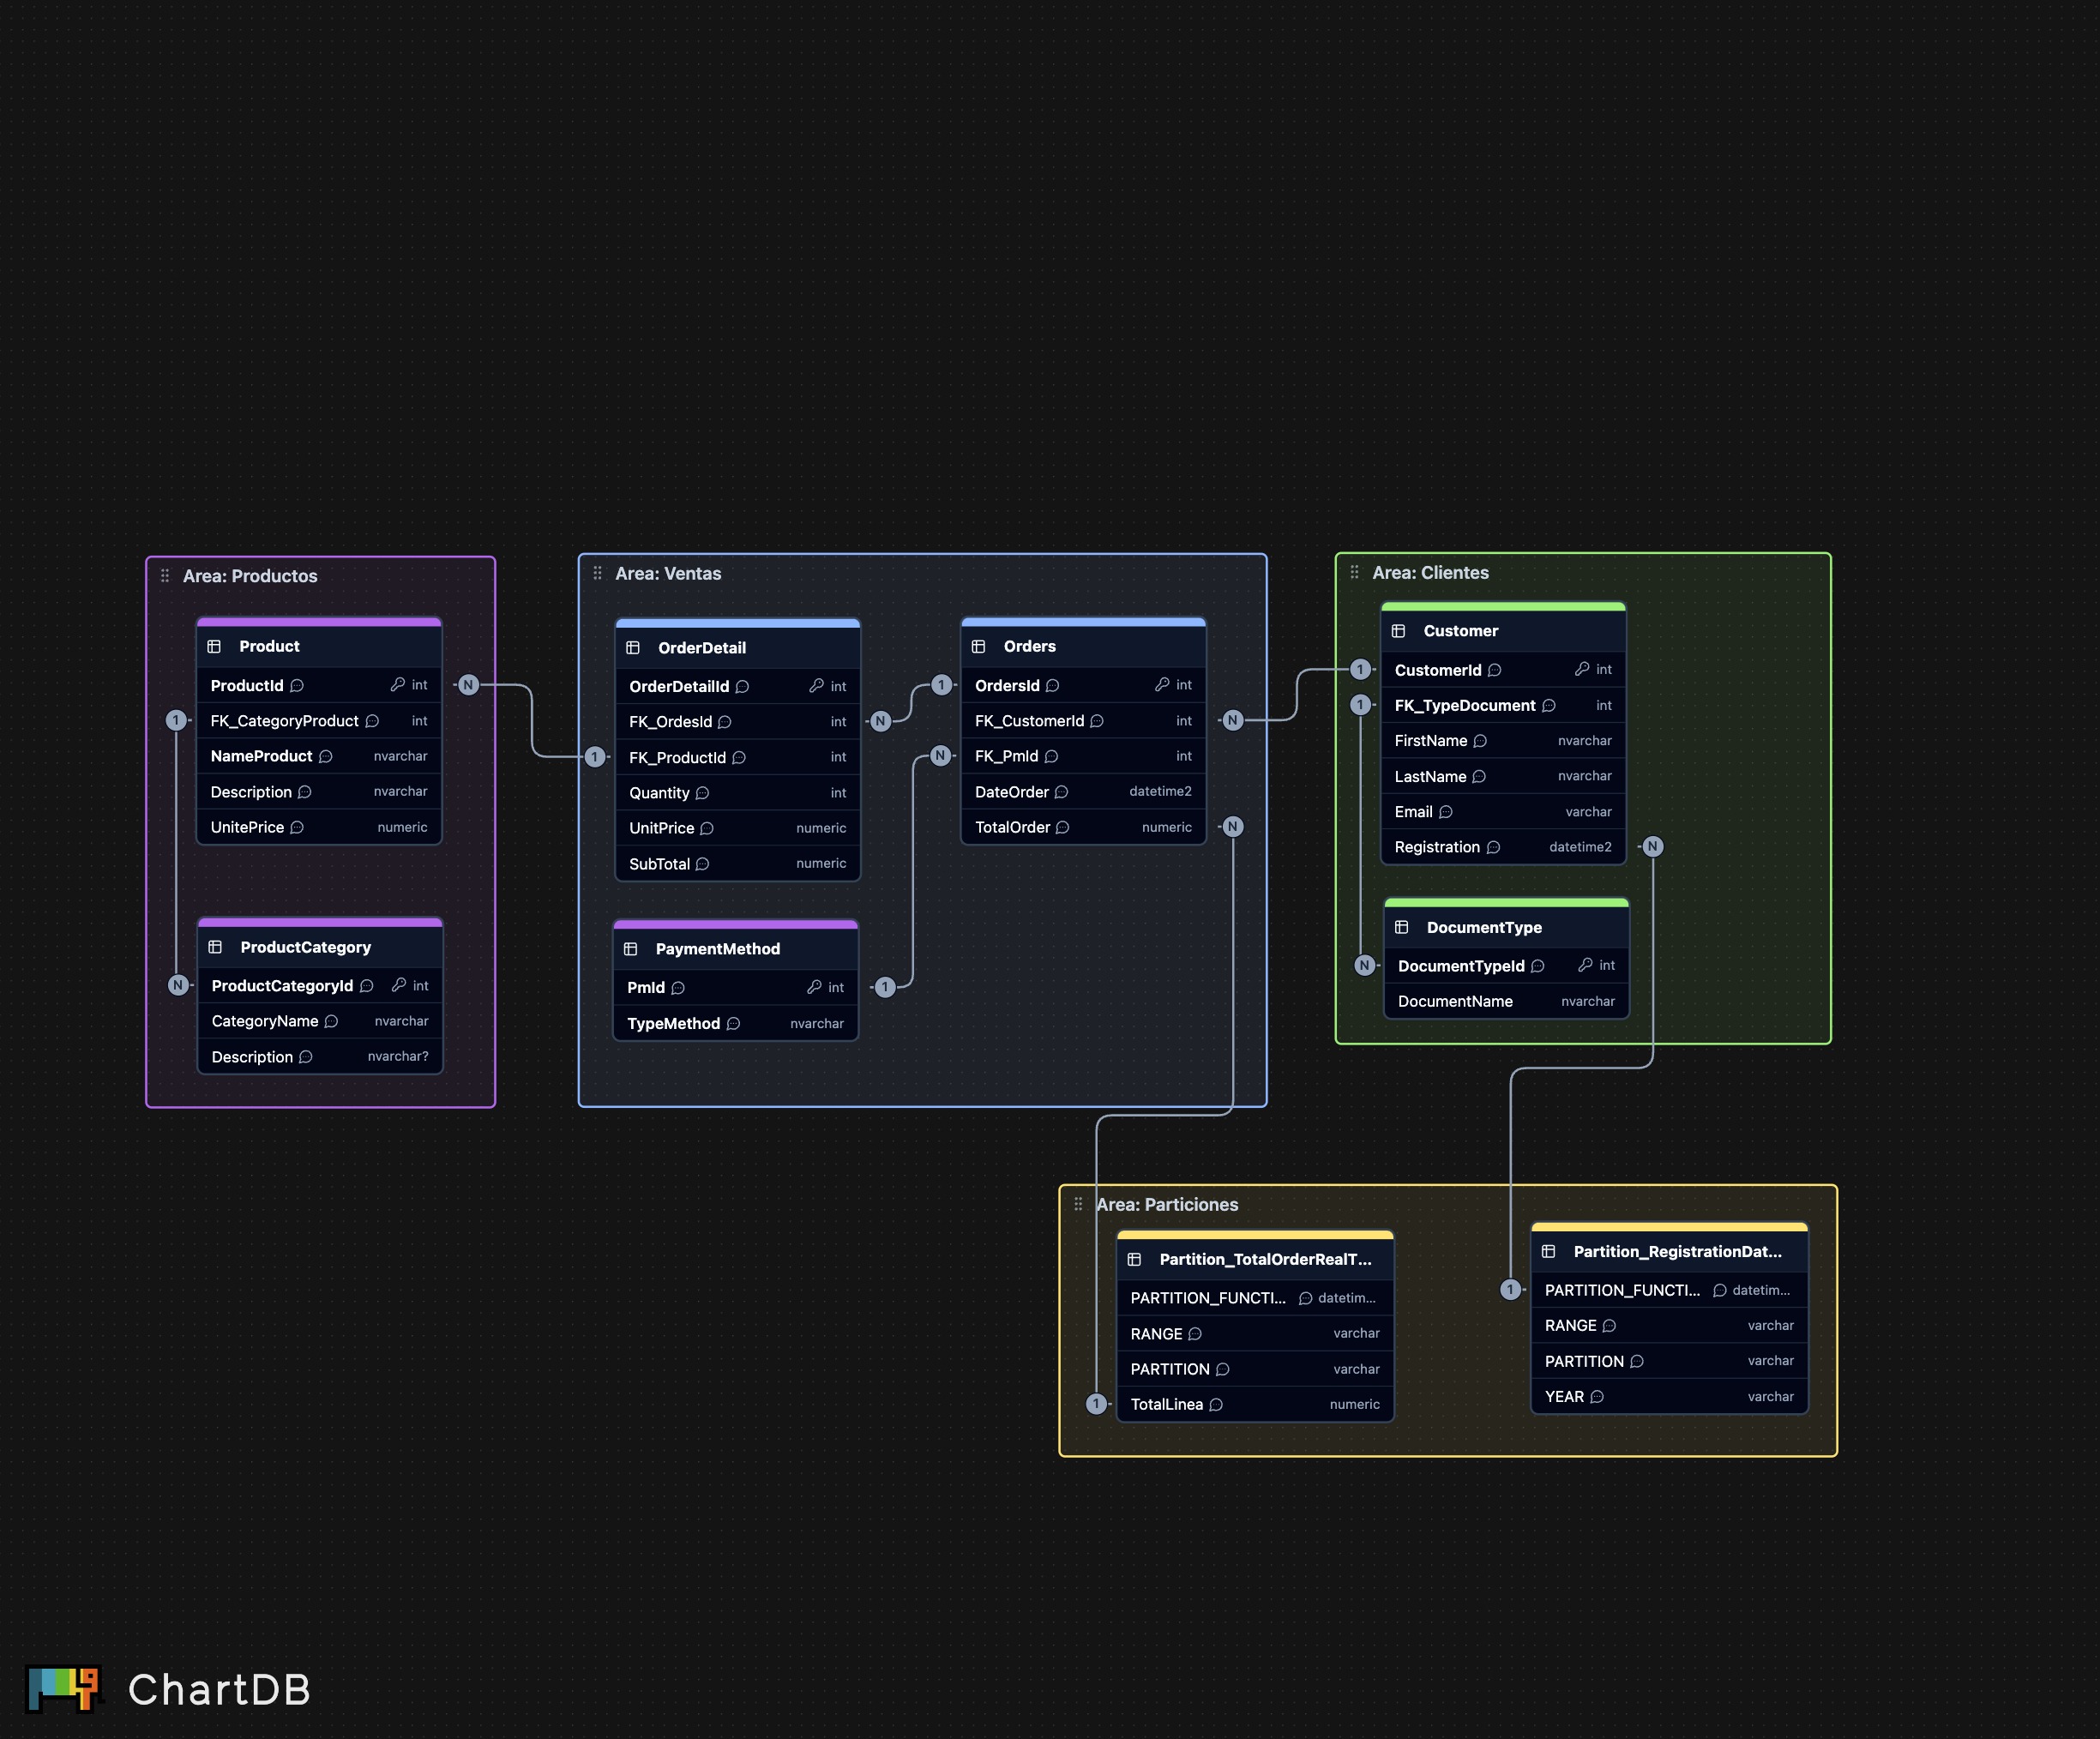 Area: Productos
Product
ProductId int
FK_CategoryProduct int
NameProduct nvarchar
Description nvarchar
UnitePrice numeric
N
1
ProductCategory
ProductCategoryId int
CategoryName nvarchar
Description nvarchar?
N
Area: Ventas
OrderDetail
OrderDetailId int
FK_OrdesId int
FK_ProductId int
Quantity int
UnitPrice numeric
SubTotal numeric
1
N
Orders
OrdersId int
FK_CustomerId int
FK_PmId int
DateOrder datetime2
TotalOrder numeric
1
N
N
N
PaymentMethod
PmId int
TypeMethod nvarchar
1
Area: Clientes
Customer
CustomerId int
FK_TypeDocument int
FirstName nvarchar
LastName nvarchar
Email varchar
Registration datetime2
1
1
N
DocumentType
DocumentTypeId int
DocumentName nvarchar
N
Area: Particiones
Partition_TotalOrderRealT...
PARTITION_FUNCTI... datetim...
RANGE varchar
PARTITION varchar
TotalLinea numeric
1
Partition_RegistrationDat...
PARTITION_FUNCTI... datetim...
RANGE varchar
PARTITION varchar
YEAR varchar
1
ChartDB